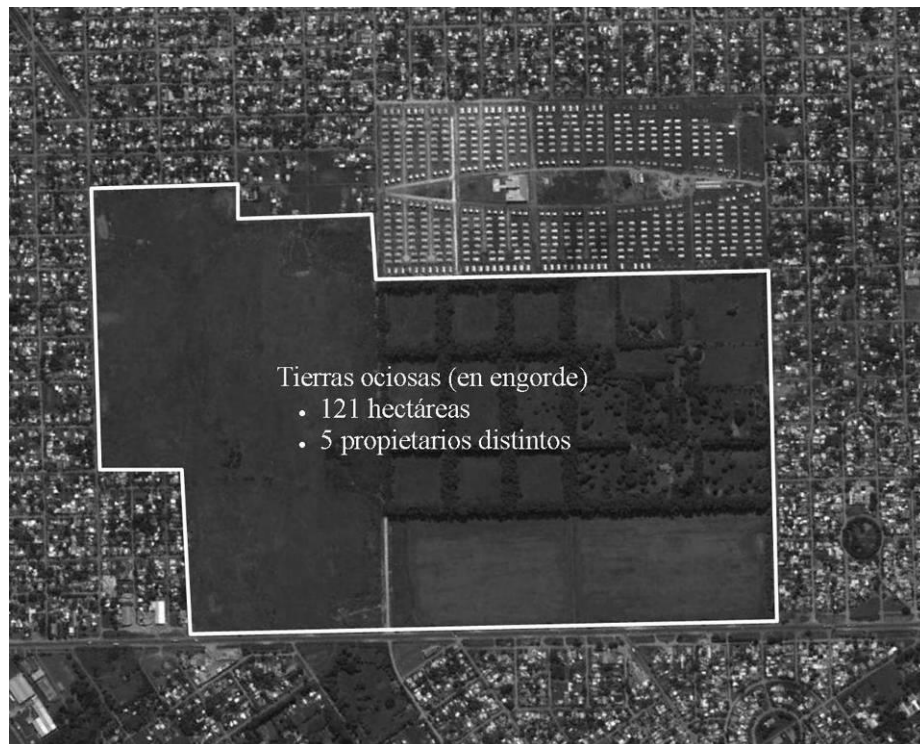 Tierras ociosas (en engorde)
• 121 hectáreas
• 5 propietarios distintos